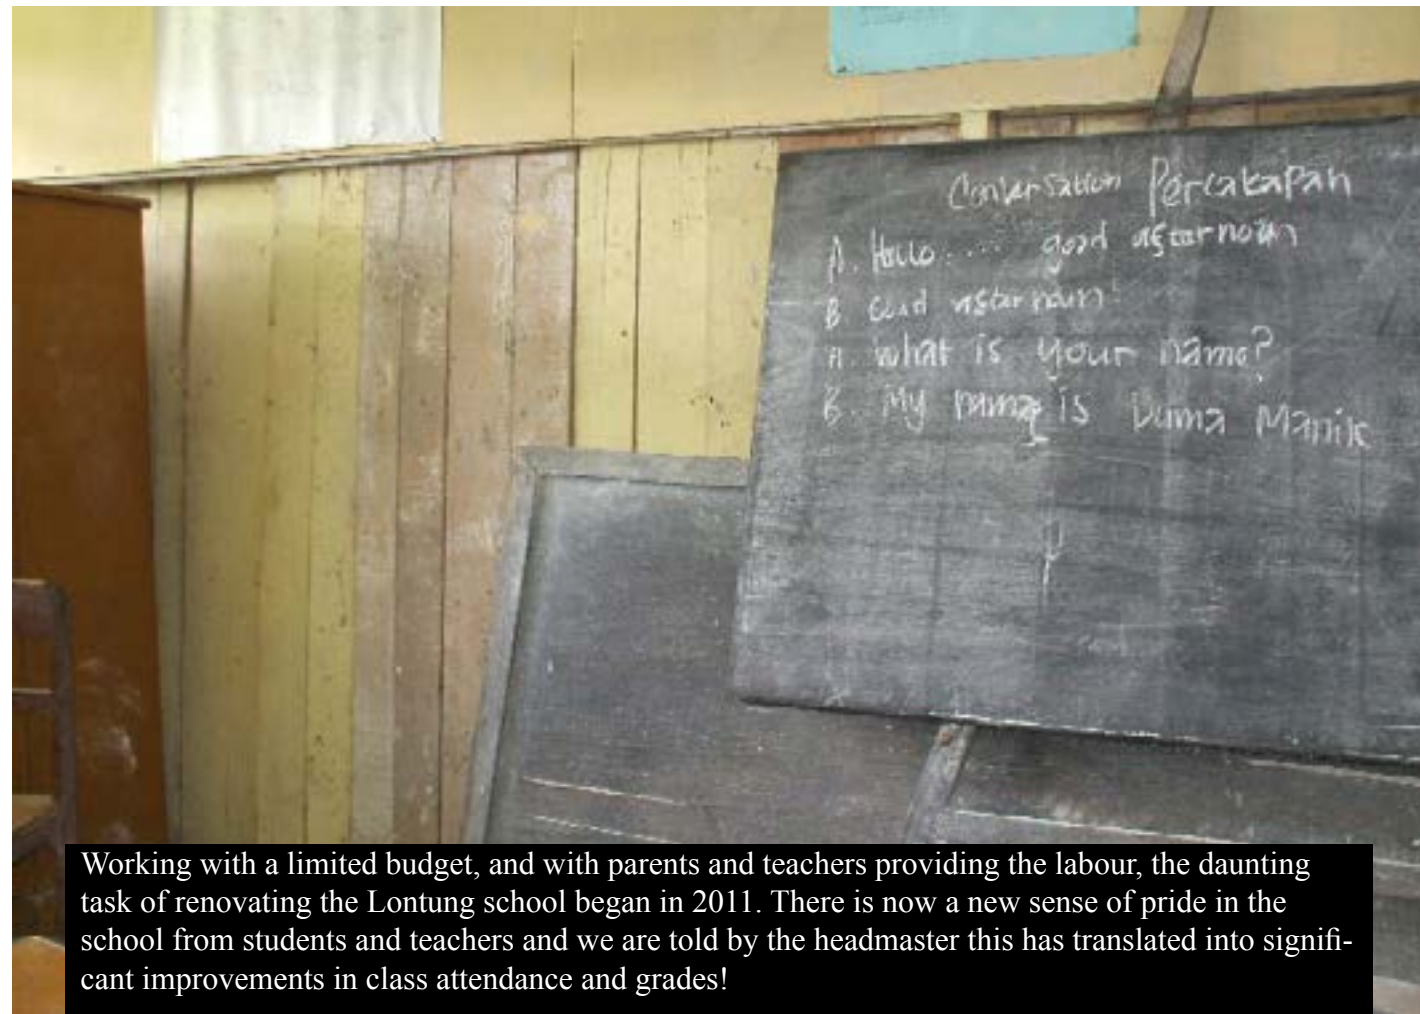 Conversation Percakapan
A. Hello.... good afternoon
B Good afternoon!
A. What is your name?
B. My name is Duma Manik
Working with a limited budget, and with parents and teachers providing the labour, the daunting
task of renovating the Lontung school began in 2011. There is now a new sense of pride in the
school from students and teachers and we are told by the headmaster this has translated into signifi-
cant improvements in class attendance and grades!